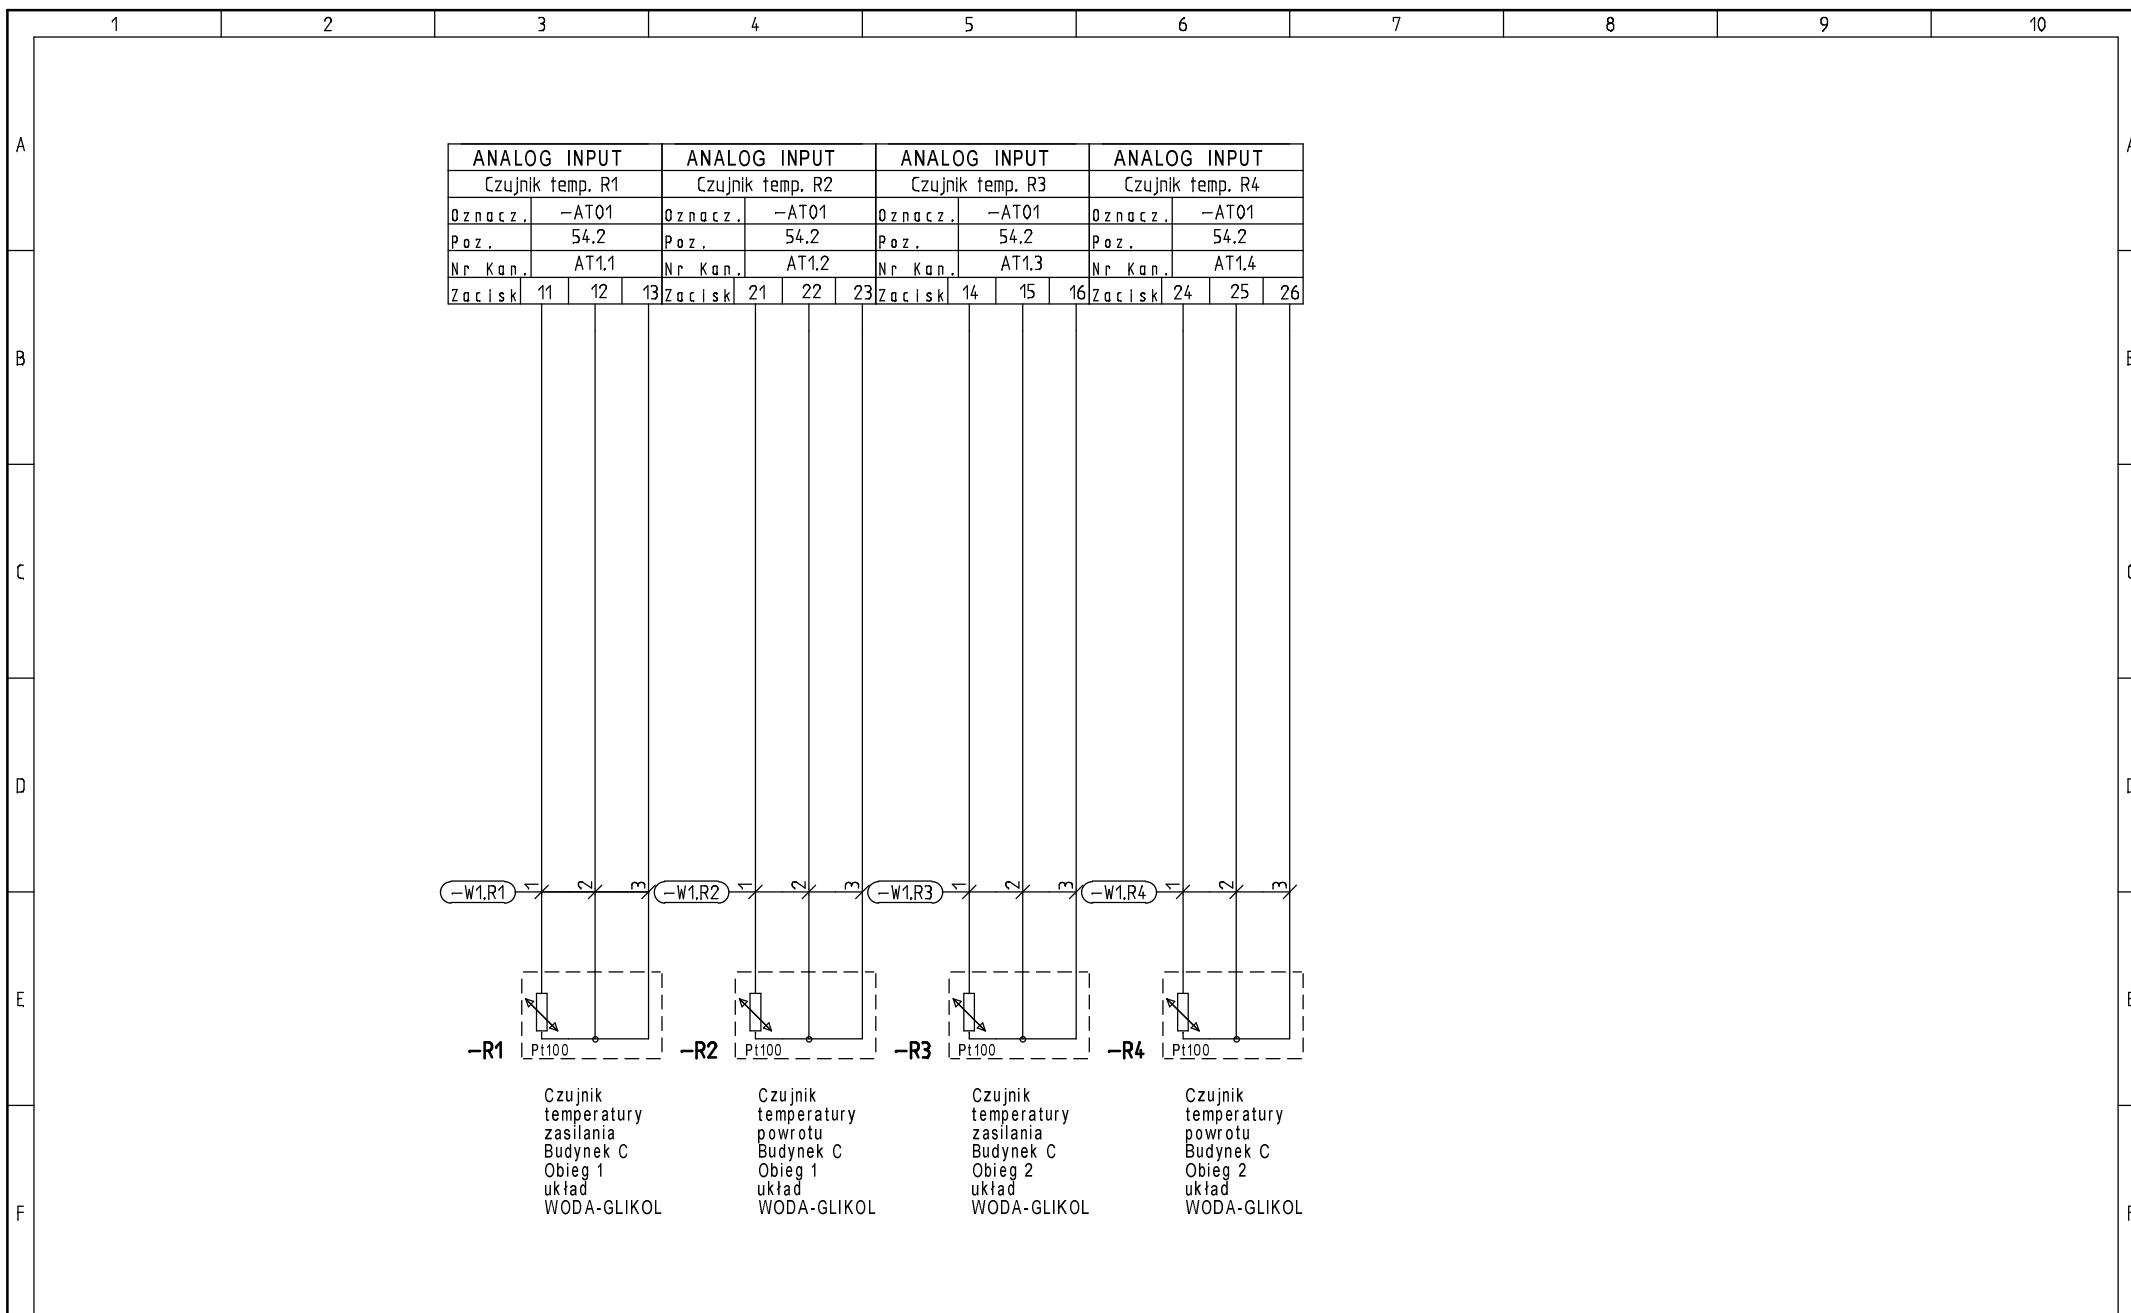 1 2 3 4 5 6 7 8 9 10
A A
ANALOG INPUT ANALOG INPUT ANALOG INPUT ANALOG INPUT
Czujnik temp. R1 Czujnik temp. R2 Czujnik temp. R3 Czujnik temp. R4
Oznacz. -AT01 Oznacz. -AT01 Oznacz. -AT01 Oznacz. -AT01
Poz. 54.2 Poz. 54.2 Poz. 54.2 Poz. 54.2
Nr Kan. AT1.1 Nr Kan. AT1.2 Nr Kan. AT1.3 Nr Kan. AT1.4
Zacisk 11 12 13 Zacisk 21 22 23 Zacisk 14 15 16 Zacisk 24 25 26
B B
C C
D D
-W1.R1 1 2 3 -W1.R2 1 2 3 -W1.R3 1 2 3 -W1.R4 1 2 3
E E
-R1 Pt100 -R2 Pt100 -R3 Pt100 -R4 Pt100
Czujnik Czujnik Czujnik Czujnik
temperatury temperatury temperatury temperatury
zasilania powrotu zasilania powrotu
Budynek C Budynek C Budynek C Budynek C
Obieg 1 Obieg 1 Obieg 2 Obieg 2
układ układ układ układ
WODA-GLIKOL WODA-GLIKOL WODA-GLIKOL WODA-GLIKOL
F F